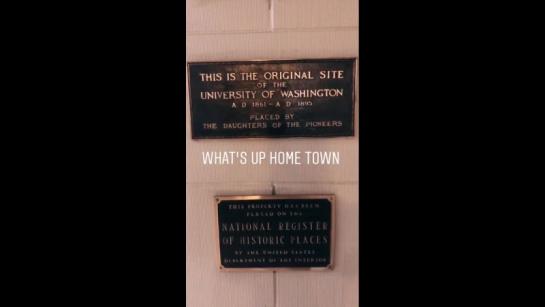 THIS IS THE ORIGINAL SITE
OF THE
UNIVERSITY OF WASHINGTON
A D 1861 - A D 1895
PLACED BY
THE DAUGHTERS OF THE PIONEERS
WHAT'S UP HOME TOWN
THIS PROPERTY HAS BEEN
PLACED ON THE
NATIONAL REGISTER
OF HISTORIC PLACES
BY THE UNITED STATES
DEPARTMENT OF THE INTERIOR